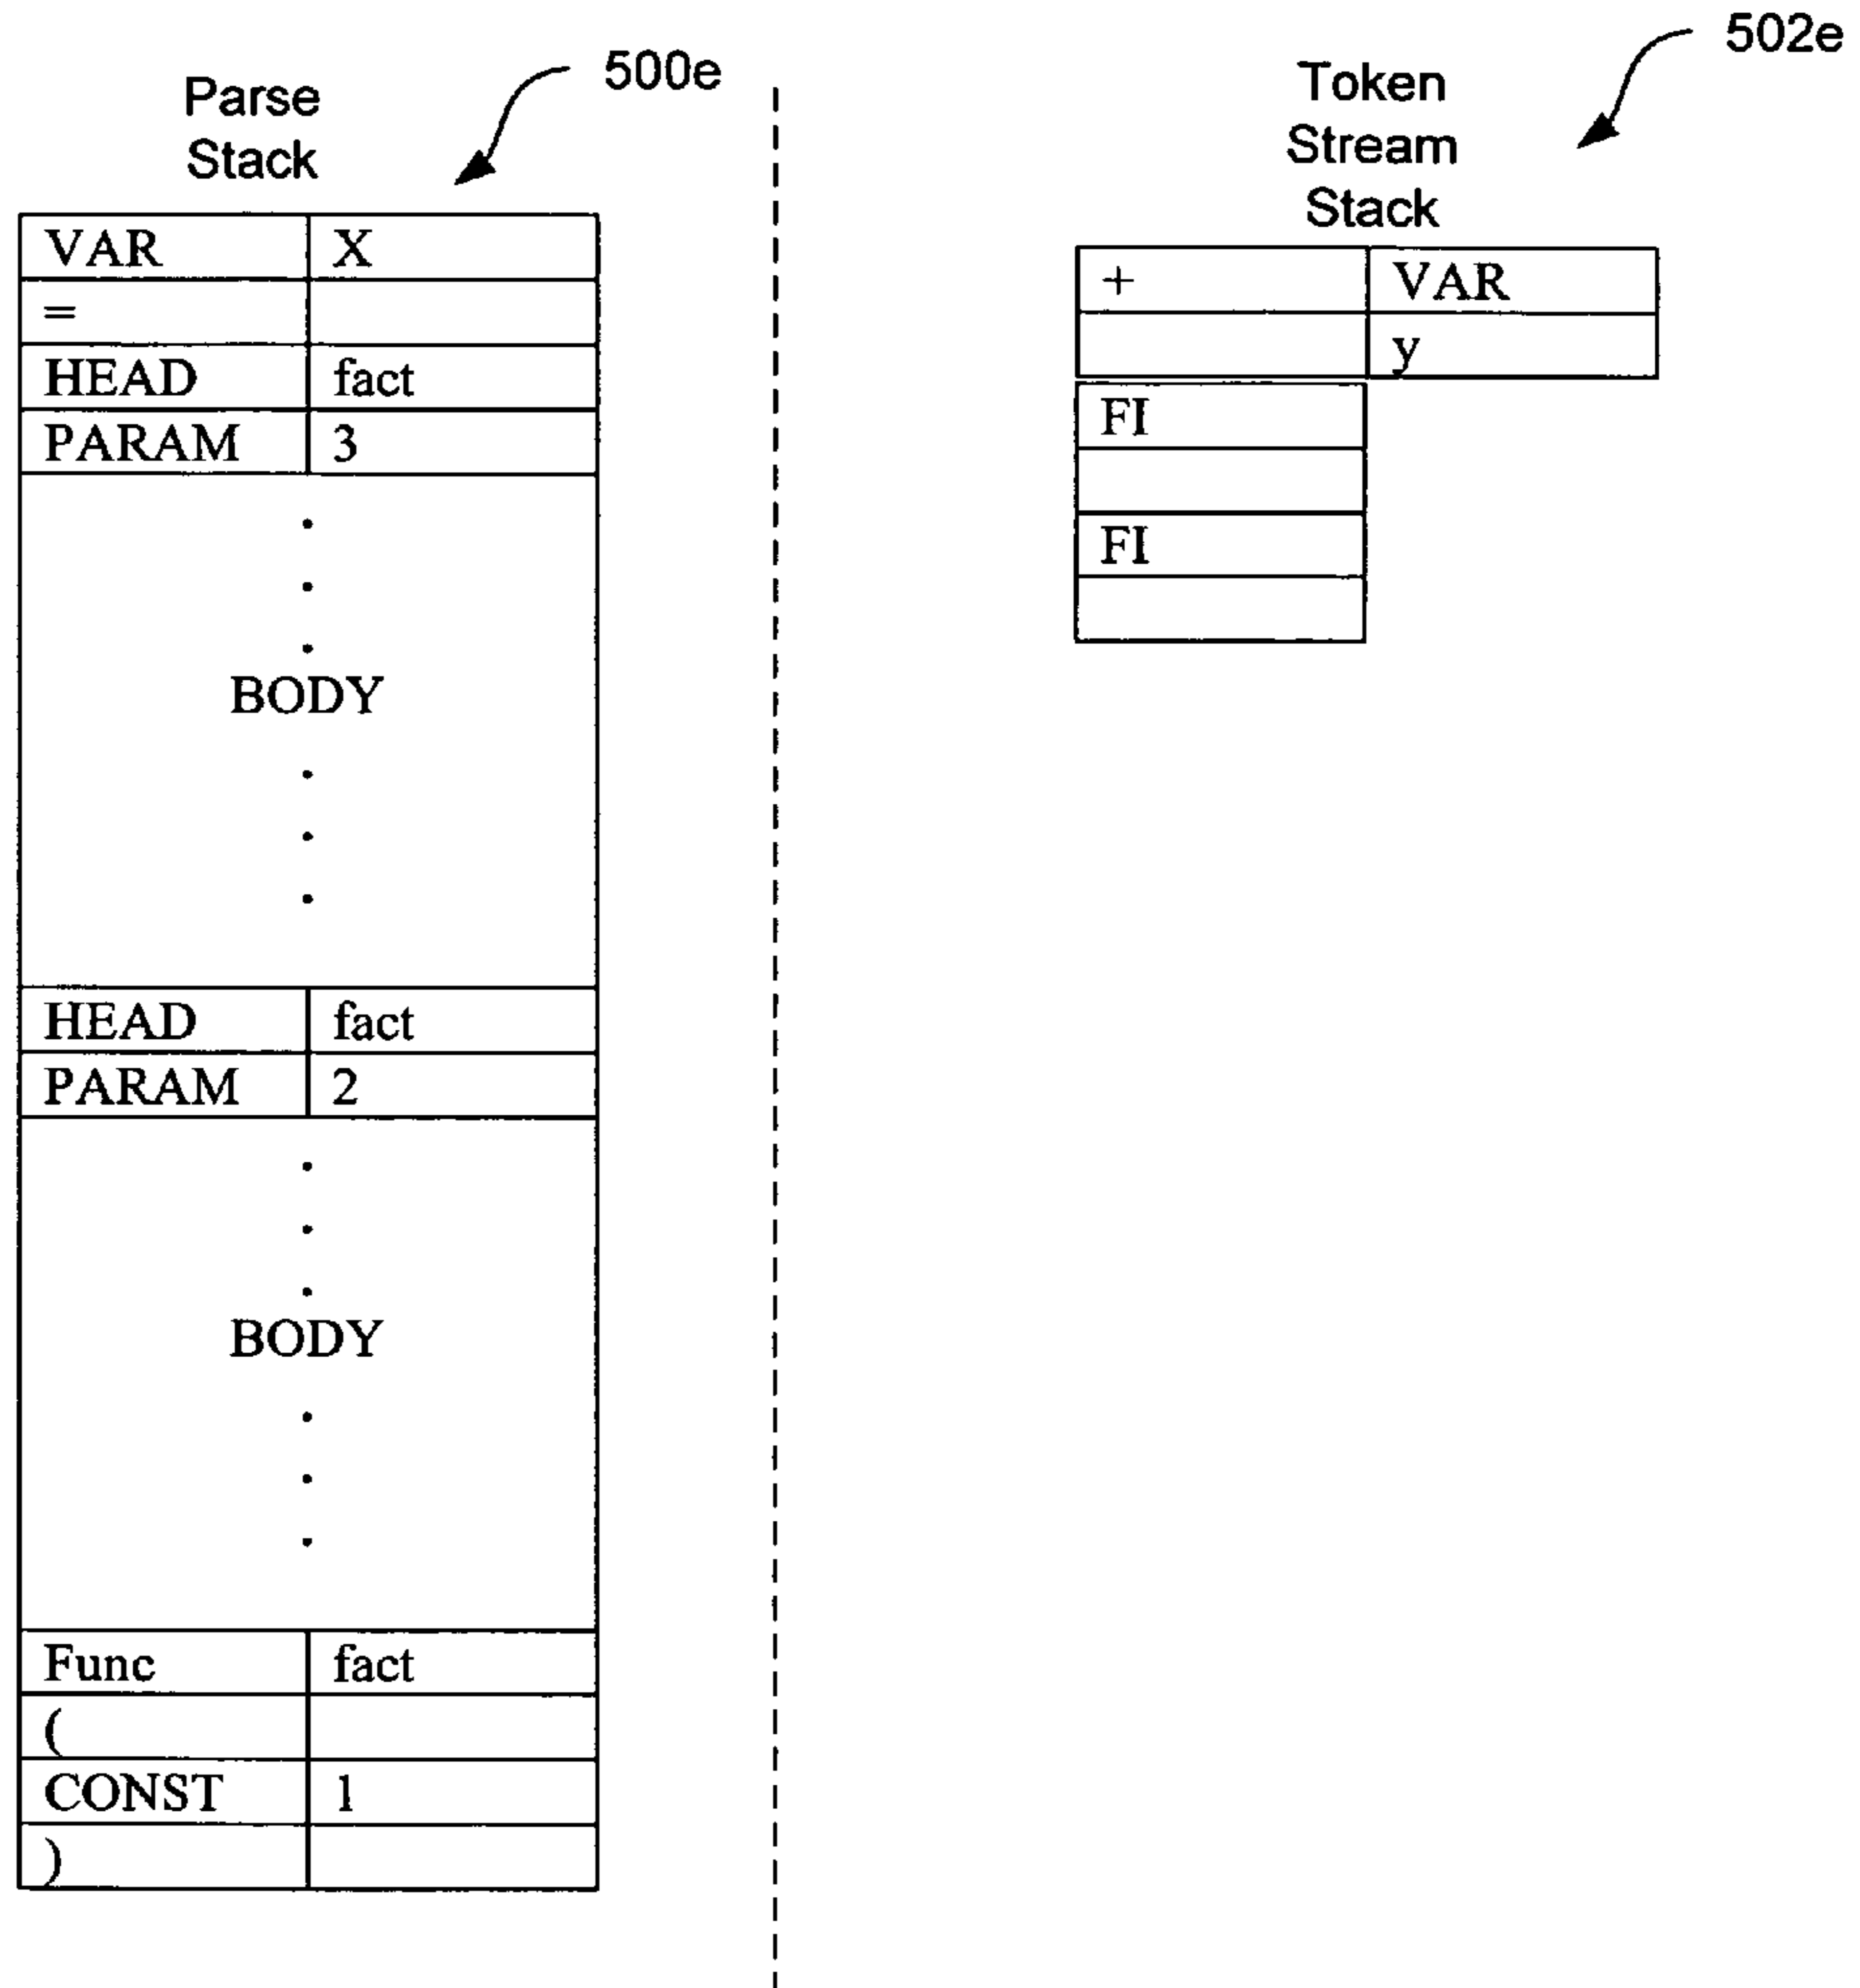 Parse
Stack
500e
VAR X
=
HEAD fact
PARAM 3
.
.
.
BODY
.
.
.
HEAD fact
PARAM 2
.
.
.
BODY
.
.
.
Func fact
(
CONST 1
)
Token
Stream
Stack
502e
+ VAR
y
FI
FI